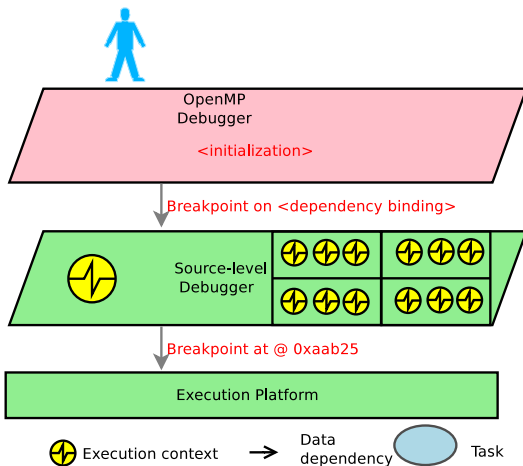 OpenMP
Debugger
<initialization>
Breakpoint on <dependency binding>
Source-level
Debugger
Breakpoint at @ 0xaab25
Execution Platform
Execution context
Data
dependency
Task